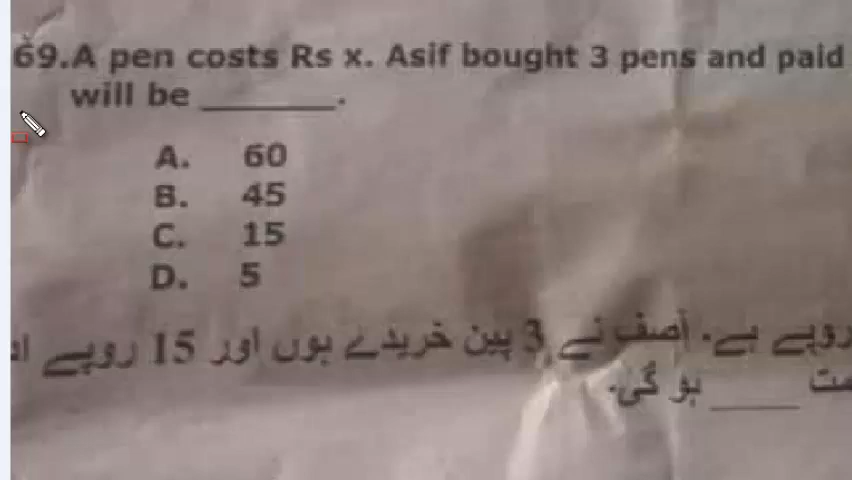 69.A pen costs Rs x. Asif bought 3 pens and paid
will be ________.
A. 60
B. 45
C. 15
D. 5
روپے ہے۔ آصف نے 3 پین خریدے ہوں اور 15 روپے
ہو گی۔ ______